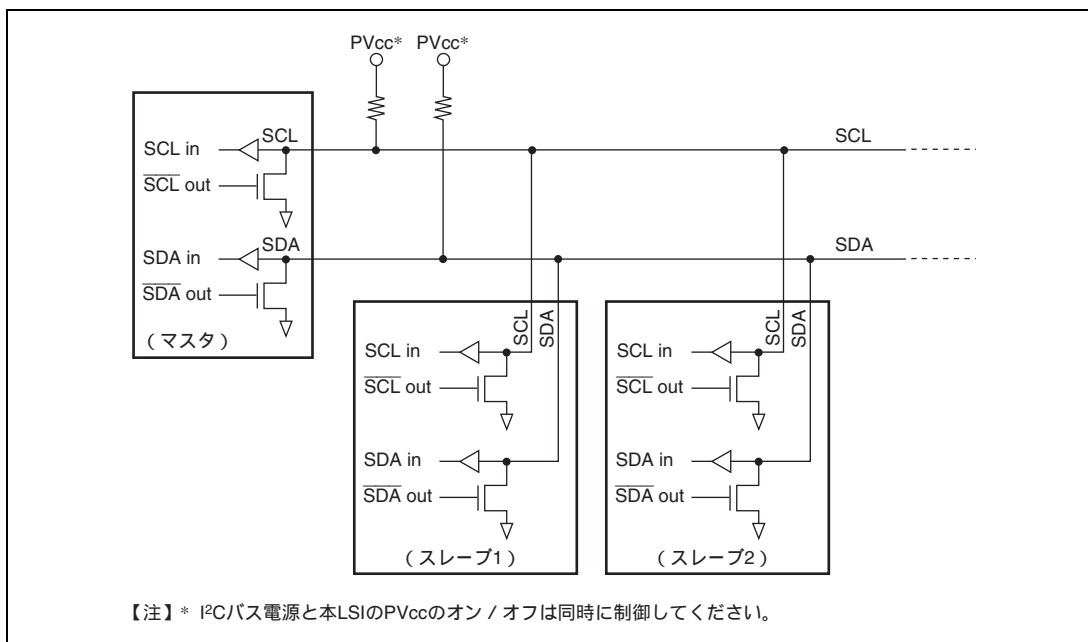 PVcc* PVcc*
SCL
SCL in
SCL out
SDA
SDA in
SDA out
（マスタ）
SCL
SDA
SCL
SDA
SCL in
SCL out
SDA in
SDA out
（スレーブ1）
SCL
SDA
SCL in
SCL out
SDA in
SDA out
（スレーブ2）
【注】* I²Cバス電源と本LSIのPVccのオン / オフは同時に制御してください。